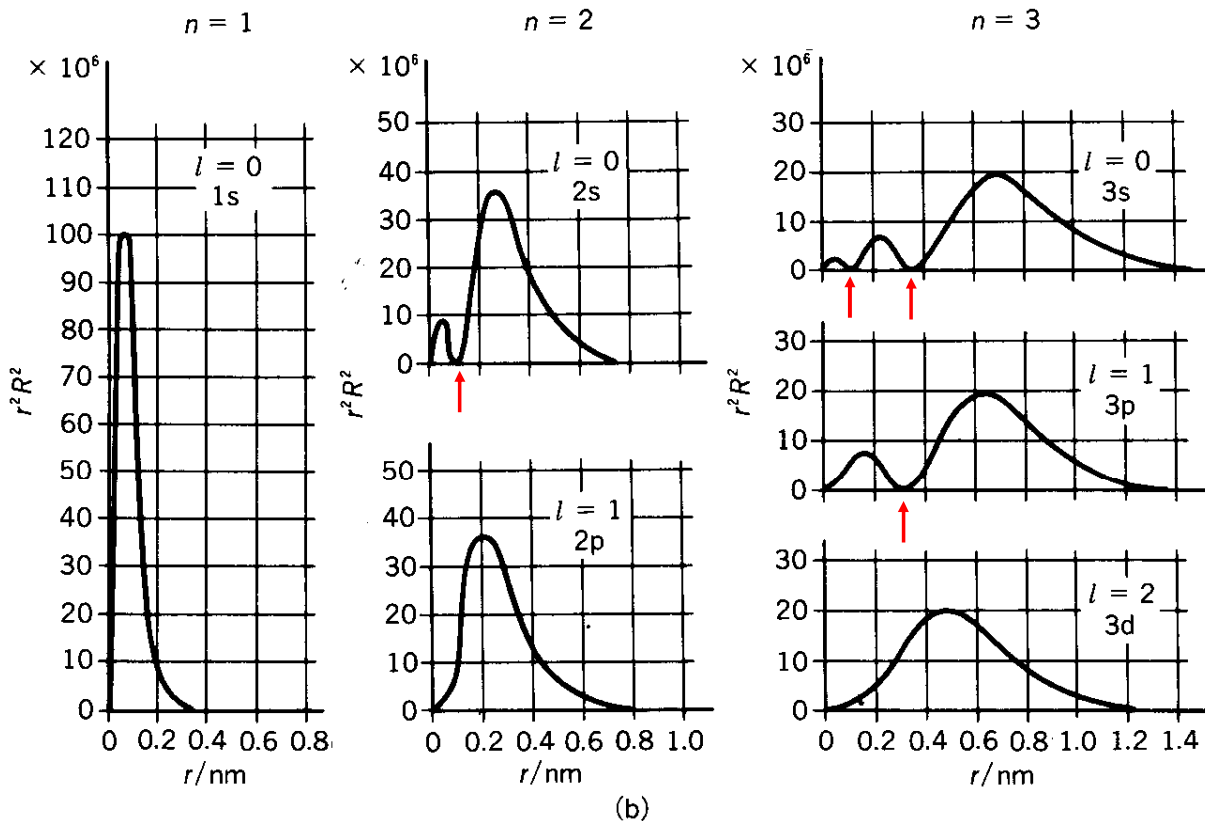 n = 1
× 10⁶
120
110
100
90
80
70
60
50
40
30
20
10
0
r²R²
l = 0
1s
0 0.2 0.4 0.6 0.8
r/nm
n = 2
× 10⁶
50
40
30
20
10
0
r²R²
l = 0
2s
50
40
30
20
10
0
l = 1
2p
0 0.2 0.4 0.6 0.8 1.0
r/nm
n = 3
× 10⁶
30
20
10
0
l = 0
3s
30
20
10
0
r²R²
l = 1
3p
30
20
10
0
l = 2
3d
0 0.2 0.4 0.6 0.8 1.0 1.2 1.4
r/nm
(b)